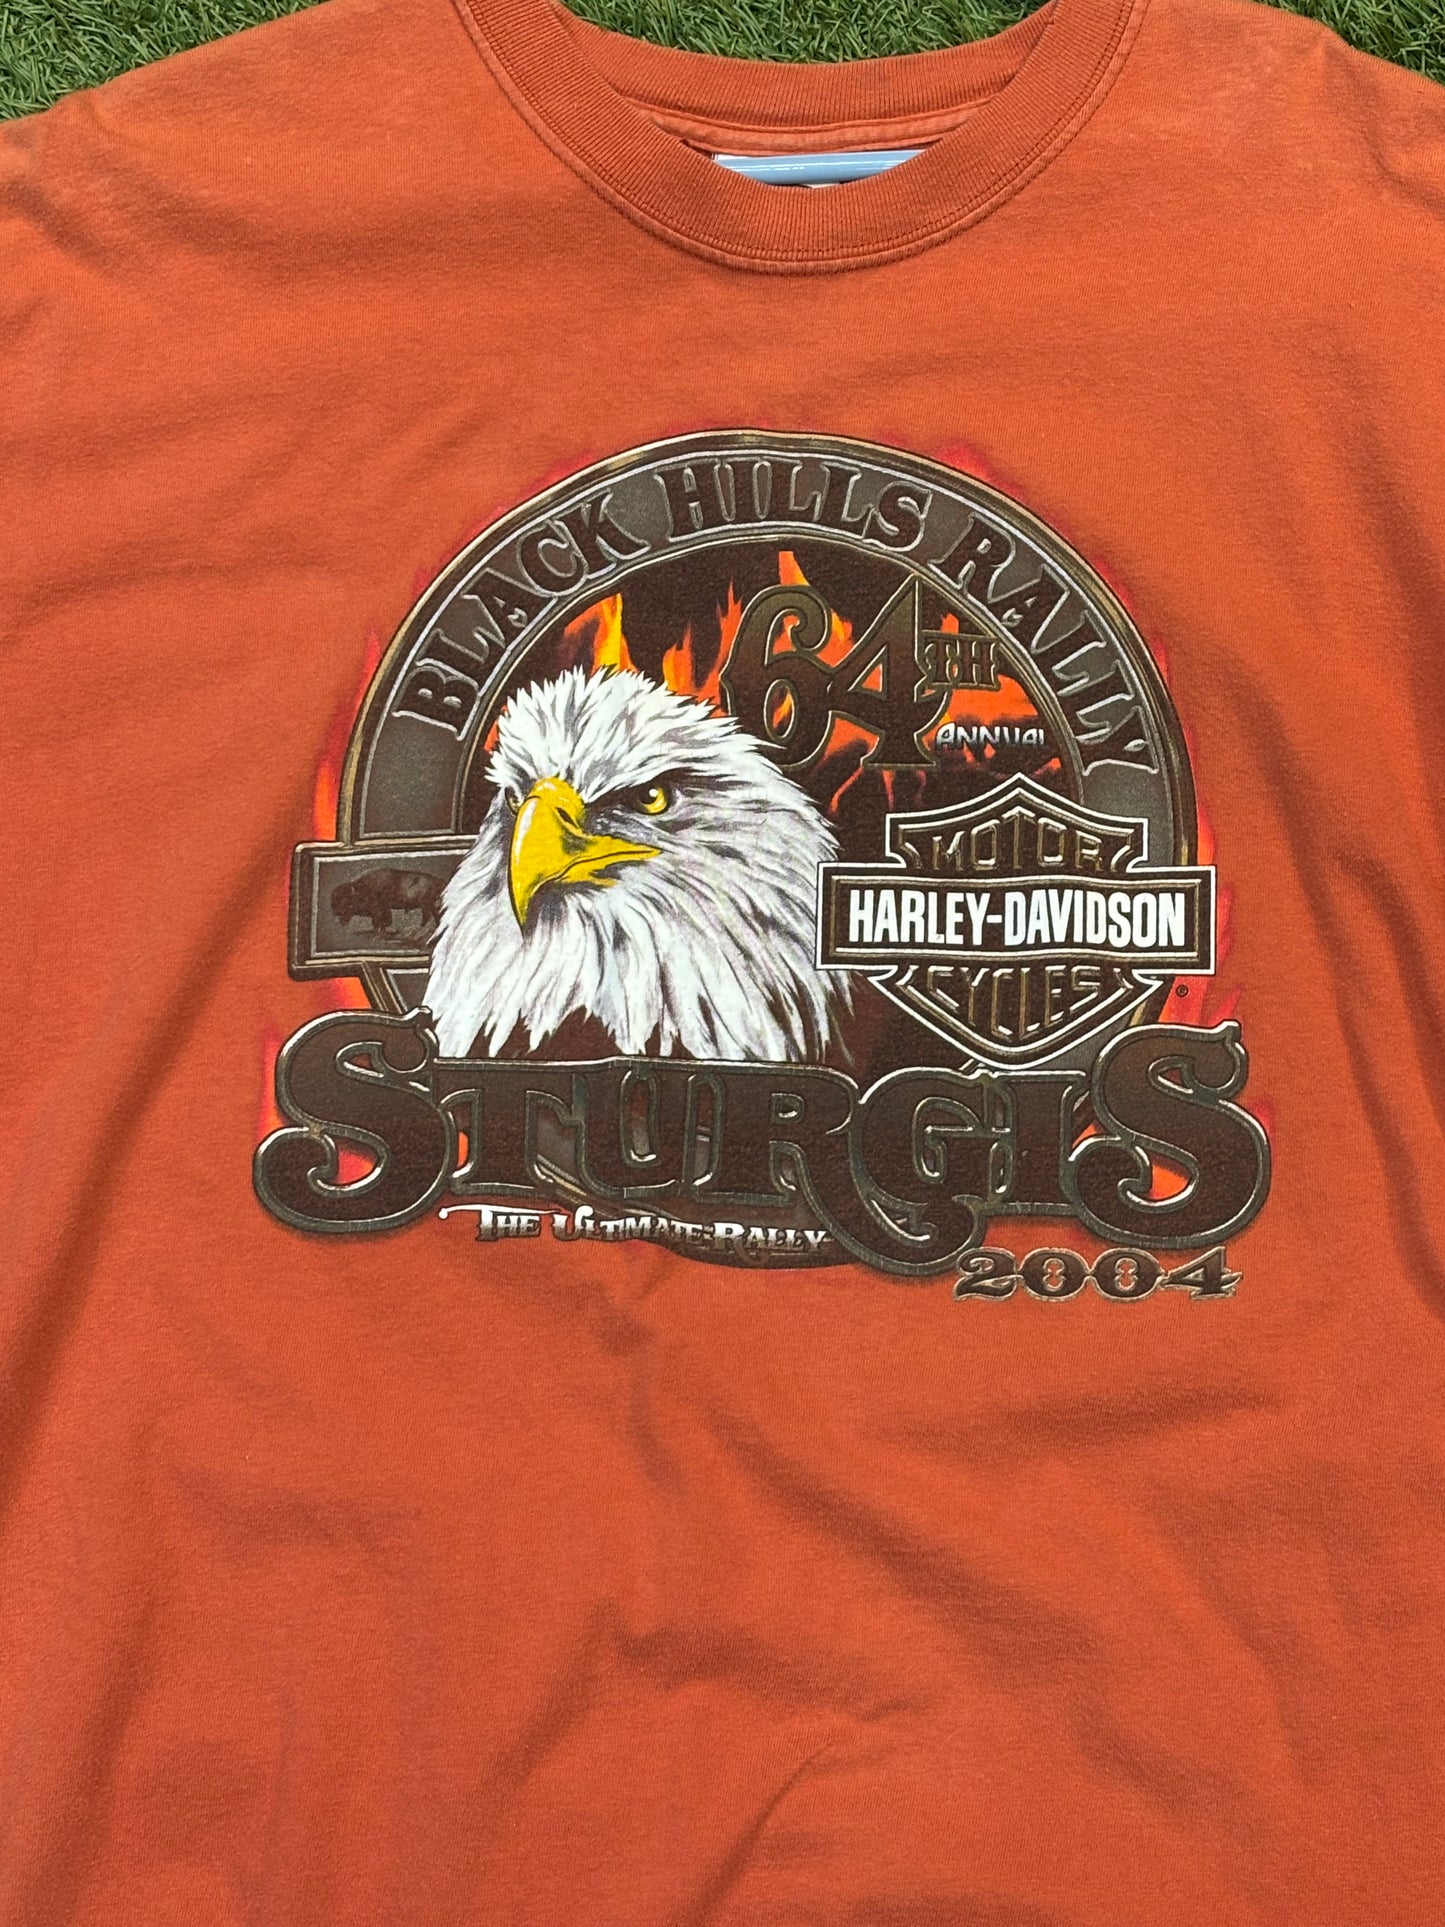 BLACK HILLS RALLY
64TH
ANNUAL
MOTOR
HARLEY-DAVIDSON
CYCLES
®
STURGIS
THE ULTIMATE RALLY
2004